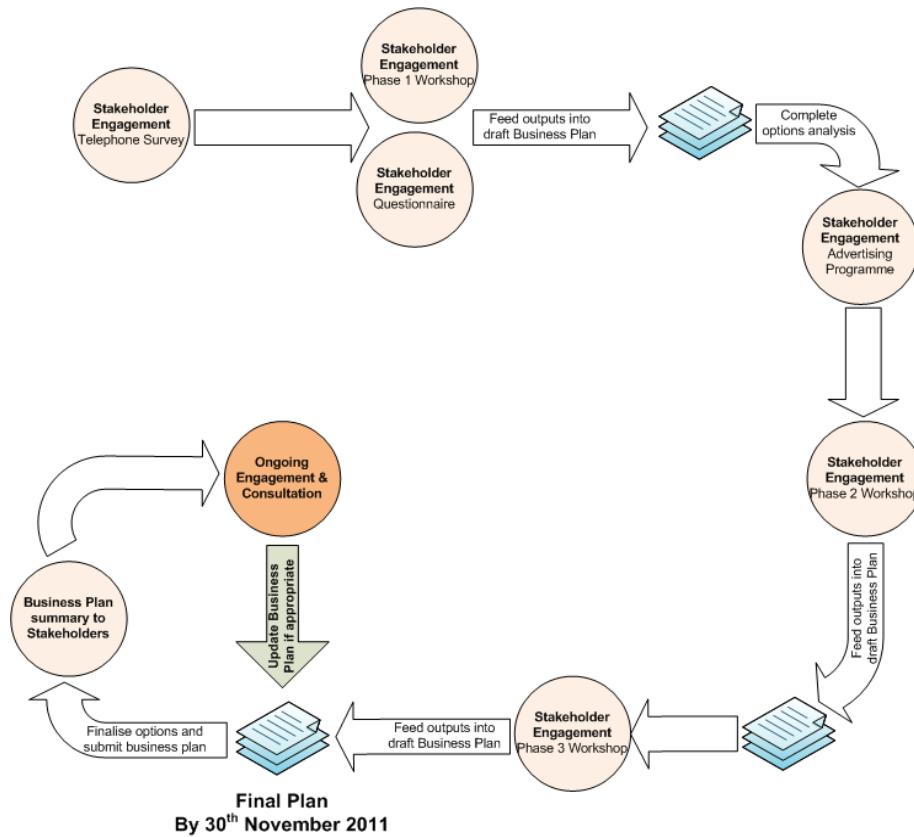 Stakeholder
Engagement
Telephone Survey
Stakeholder
Engagement
Phase 1 Workshop
Stakeholder
Engagement
Questionnaire
Feed outputs into
draft Business Plan
Complete
options analysis
Stakeholder
Engagement
Advertising
Programme
Stakeholder
Engagement
Phase 2 Workshop
Feed outputs into
draft Business Plan
Stakeholder
Engagement
Phase 3 Workshop
Feed outputs into
draft Business Plan
Final Plan
By 30th November 2011
Finalise options and
submit business plan
Business Plan
summary to
Stakeholders
Ongoing
Engagement &
Consultation
Update Business
Plan if appropriate